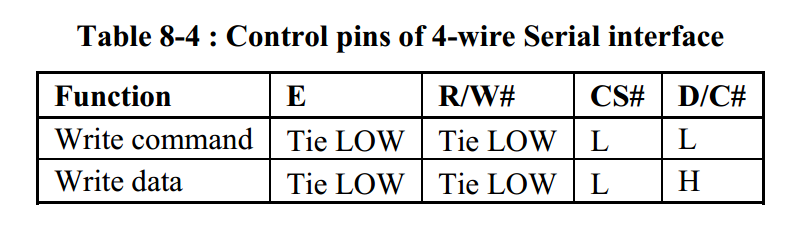 Table 8-4 : Control pins of 4-wire Serial interface
Function E R/W# CS# D/C#
Write command Tie LOW Tie LOW L L
Write data Tie LOW Tie LOW L H